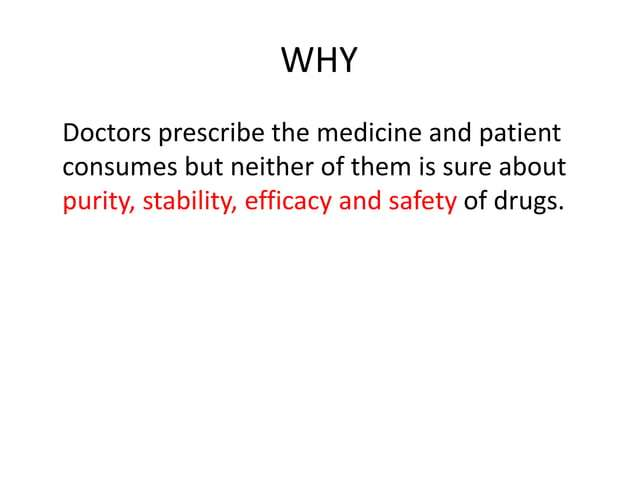 WHY
Doctors prescribe the medicine and patient
consumes but neither of them is sure about
purity, stability, efficacy and safety of drugs.